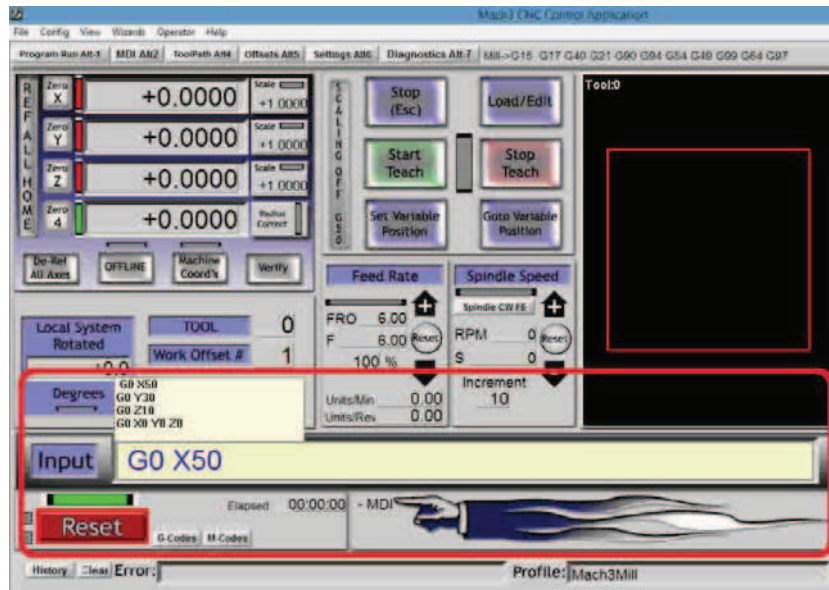 Mach3 CNC Control Application
File Config View Wizards Operator Help
Program Run Alt-1 MDI Alt2 ToolPath Alt4 Offsets Alt5 Settings Alt6 Diagnostics Alt-7 Mill->G15 G17 G40 G21 G90 G94 G54 G49 G99 G64 G97
REF ALL HOME
Zero X +0.0000 Scale +1.0000
Zero Y +0.0000 Scale +1.0000
Zero Z +0.0000 Scale +1.0000
Zero 4 +0.0000 Radius Correct
De-Ref All Axes
OFFLINE
Machine Coord's
Verify
SCALING OFF G50
Stop (Esc)
Load/Edit
Start Teach
Stop Teach
Set Variable Position
Goto Variable Position
Tool:0
Local System Rotated
TOOL 0
Work Offset # 1
Degrees
Feed Rate
FRO 6.00
F 6.00 Reset
100 %
Units/Min 0.00
Units/Rev 0.00
Spindle Speed
Spindle CW F5
RPM 0 Reset
S 0
Increment
10
G0 X50
G0 Y30
G0 Z10
G0 X0 Y0 Z0
Input G0 X50
Reset
Elapsed 00:00:00 - MDI
G-Codes M-Codes
History Clear Error:
Profile: Mach3Mill